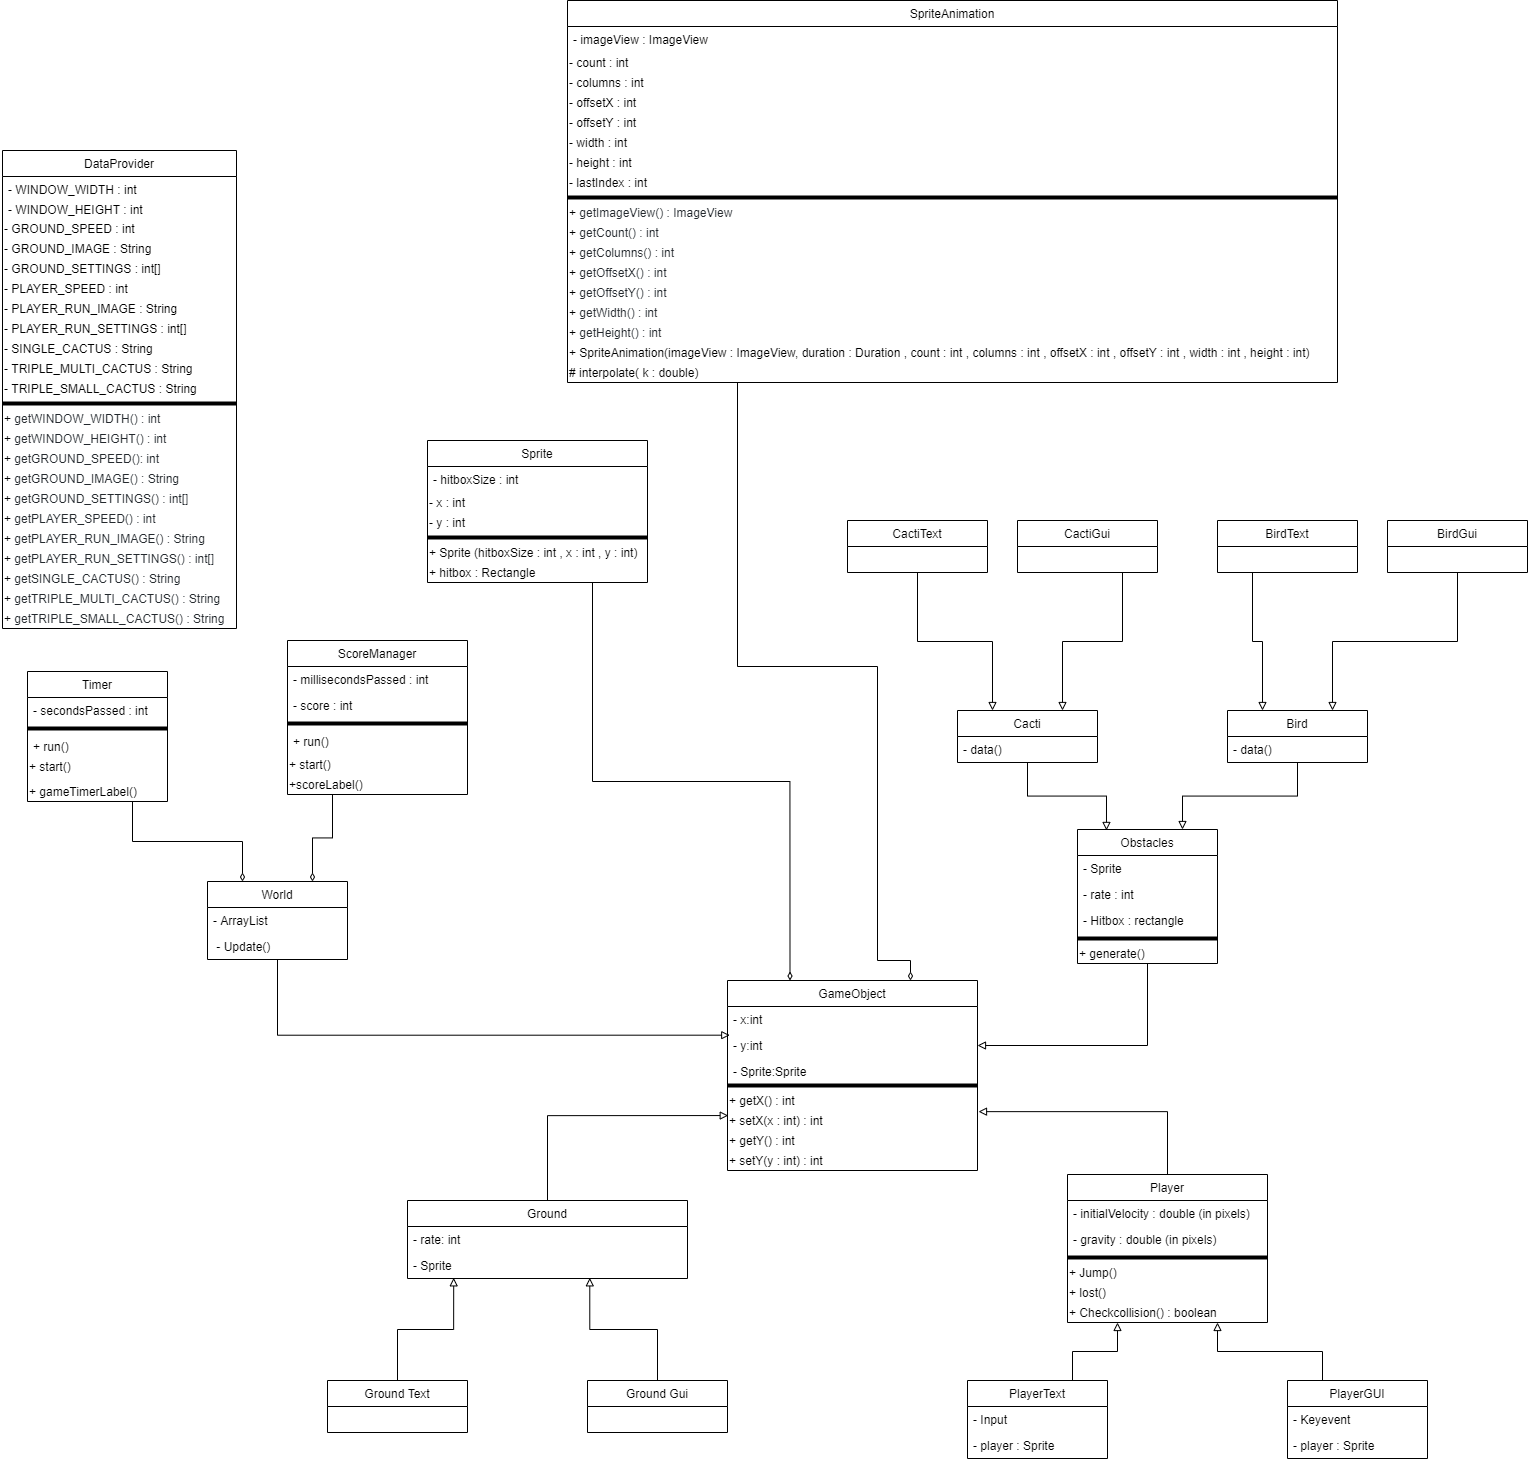 SpriteAnimation
- imageView : ImageView
- count : int
- columns : int
- offsetX : int
- offsetY : int
- width : int
- height : int
- lastIndex : int
+ getImageView() : ImageView
+ getCount() : int
+ getColumns() : int
+ getOffsetX() : int
+ getOffsetY() : int
+ getWidth() : int
+ getHeight() : int
+ SpriteAnimation(imageView : ImageView, duration : Duration , count : int , columns : int , offsetX : int , offsetY : int , width : int , height : int)
# interpolate( k : double)
DataProvider
- WINDOW_WIDTH : int
- WINDOW_HEIGHT : int
- GROUND_SPEED : int
- GROUND_IMAGE : String
- GROUND_SETTINGS : int[]
- PLAYER_SPEED : int
- PLAYER_RUN_IMAGE : String
- PLAYER_RUN_SETTINGS : int[]
- SINGLE_CACTUS : String
- TRIPLE_MULTI_CACTUS : String
- TRIPLE_SMALL_CACTUS : String
+ getWINDOW_WIDTH() : int
+ getWINDOW_HEIGHT() : int
+ getGROUND_SPEED(): int
+ getGROUND_IMAGE() : String
+ getGROUND_SETTINGS() : int[]
+ getPLAYER_SPEED() : int
+ getPLAYER_RUN_IMAGE() : String
+ getPLAYER_RUN_SETTINGS() : int[]
+ getSINGLE_CACTUS() : String
+ getTRIPLE_MULTI_CACTUS() : String
+ getTRIPLE_SMALL_CACTUS() : String
Sprite
- hitboxSize : int
- x : int
- y : int
+ Sprite (hitboxSize : int , x : int , y : int)
+ hitbox : Rectangle
CactiText
CactiGui
BirdText
BirdGui
Timer
- secondsPassed : int
+ run()
+ start()
+ gameTimerLabel()
ScoreManager
- millisecondsPassed : int
- score : int
+ run()
+ start()
+scoreLabel()
Cacti
- data()
Bird
- data()
Obstacles
- Sprite
- rate : int
- Hitbox : rectangle
+ generate()
World
- ArrayList
- Update()
GameObject
- x:int
- y:int
- Sprite:Sprite
+ getX() : int
+ setX(x : int) : int
+ getY() : int
+ setY(y : int) : int
Ground
- rate: int
- Sprite
Player
- initialVelocity : double (in pixels)
- gravity : double (in pixels)
+ Jump()
+ lost()
+ Checkcollision() : boolean
Ground Text
Ground Gui
PlayerText
- Input
- player : Sprite
PlayerGUI
- Keyevent
- player : Sprite